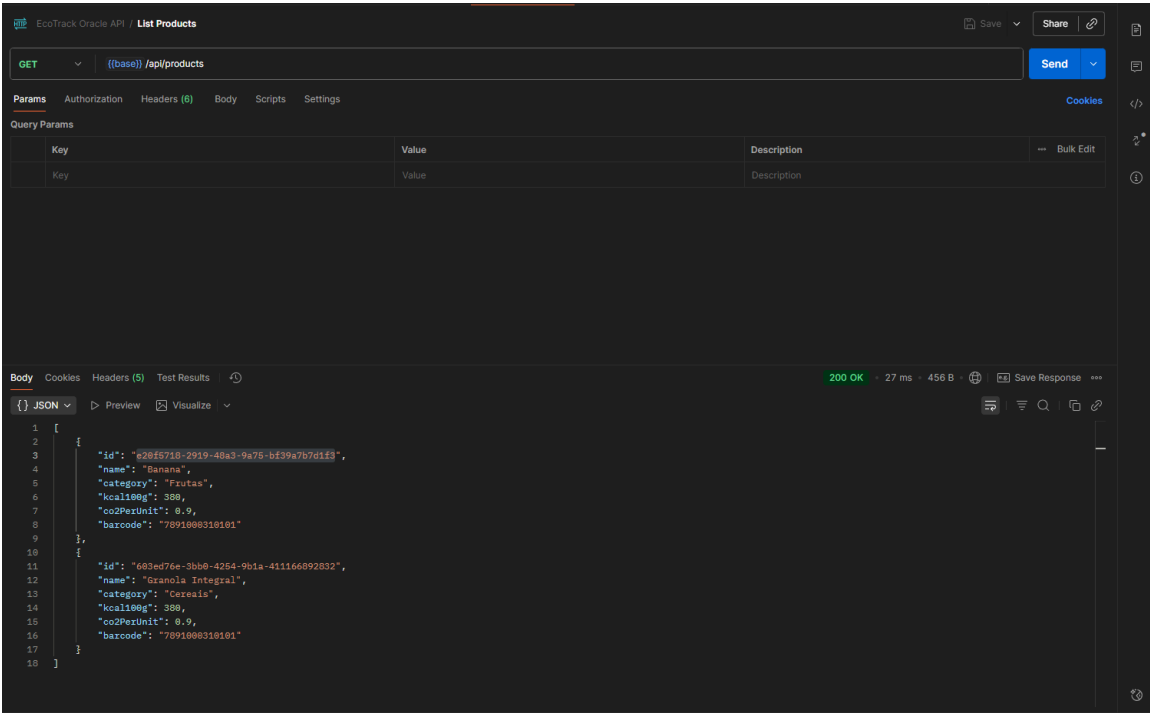 HTTP EcoTrack Oracle API / List Products Save Share
GET {{base}} /api/products Send
Params Authorization Headers (6) Body Scripts Settings Cookies
Query Params
Key Value Description Bulk Edit
Key Value Description
Body Cookies Headers (5) Test Results 200 OK 27 ms 456 B Save Response
{} JSON Preview Visualize
1 [
2 {
3 "id": "e20f5718-2919-48a3-9a75-bf39a7b7d1f3",
4 "name": "Banana",
5 "category": "Frutas",
6 "kcal100g": 380,
7 "co2PerUnit": 0.9,
8 "barcode": "7891000310101"
9 },
10 {
11 "id": "603ed76e-3bb0-4254-9b1a-411166892832",
12 "name": "Granola Integral",
13 "category": "Cereais",
14 "kcal100g": 380,
15 "co2PerUnit": 0.9,
16 "barcode": "7891000310101"
17 }
18 ]